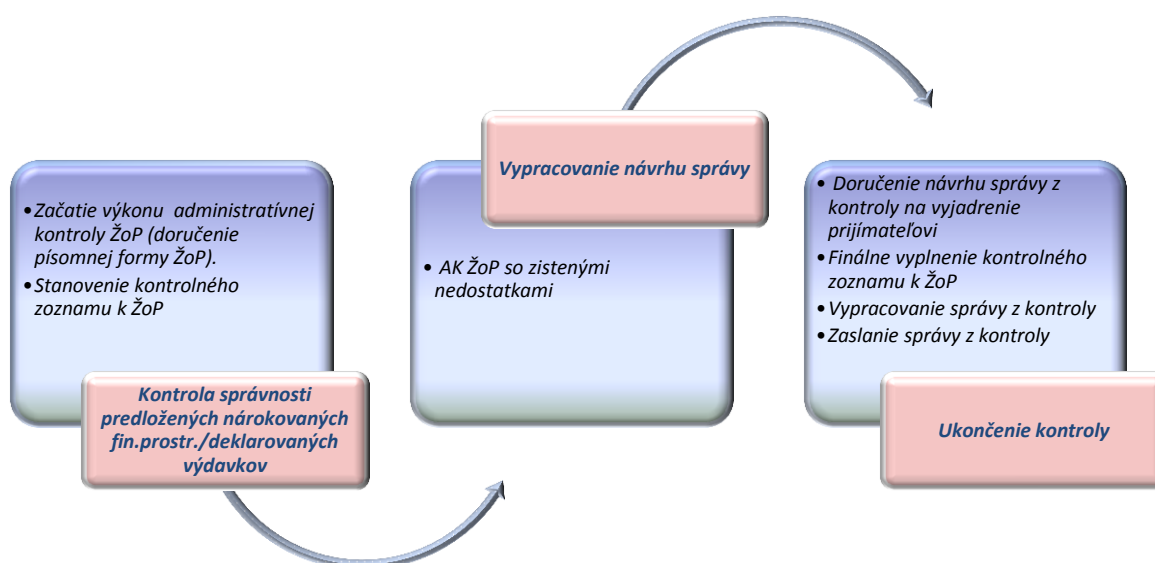 •Začatie výkonu administratívnej
kontroly ŽoP (doručenie
písomnej formy ŽoP).
•Stanovenie kontrolného
zoznamu k ŽoP
Kontrola správnosti
predložených nárokovaných
fin.prostr./deklarovaných
výdavkov
Vypracovanie návrhu správy
• AK ŽoP so zistenými
nedostatkami
• Doručenie návrhu správy z
kontroly na vyjadrenie
prijímateľovi
•Finálne vyplnenie kontrolného
zoznamu k ŽoP
•Vypracovanie správy z kontroly
•Zaslanie správy z kontroly
Ukončenie kontroly